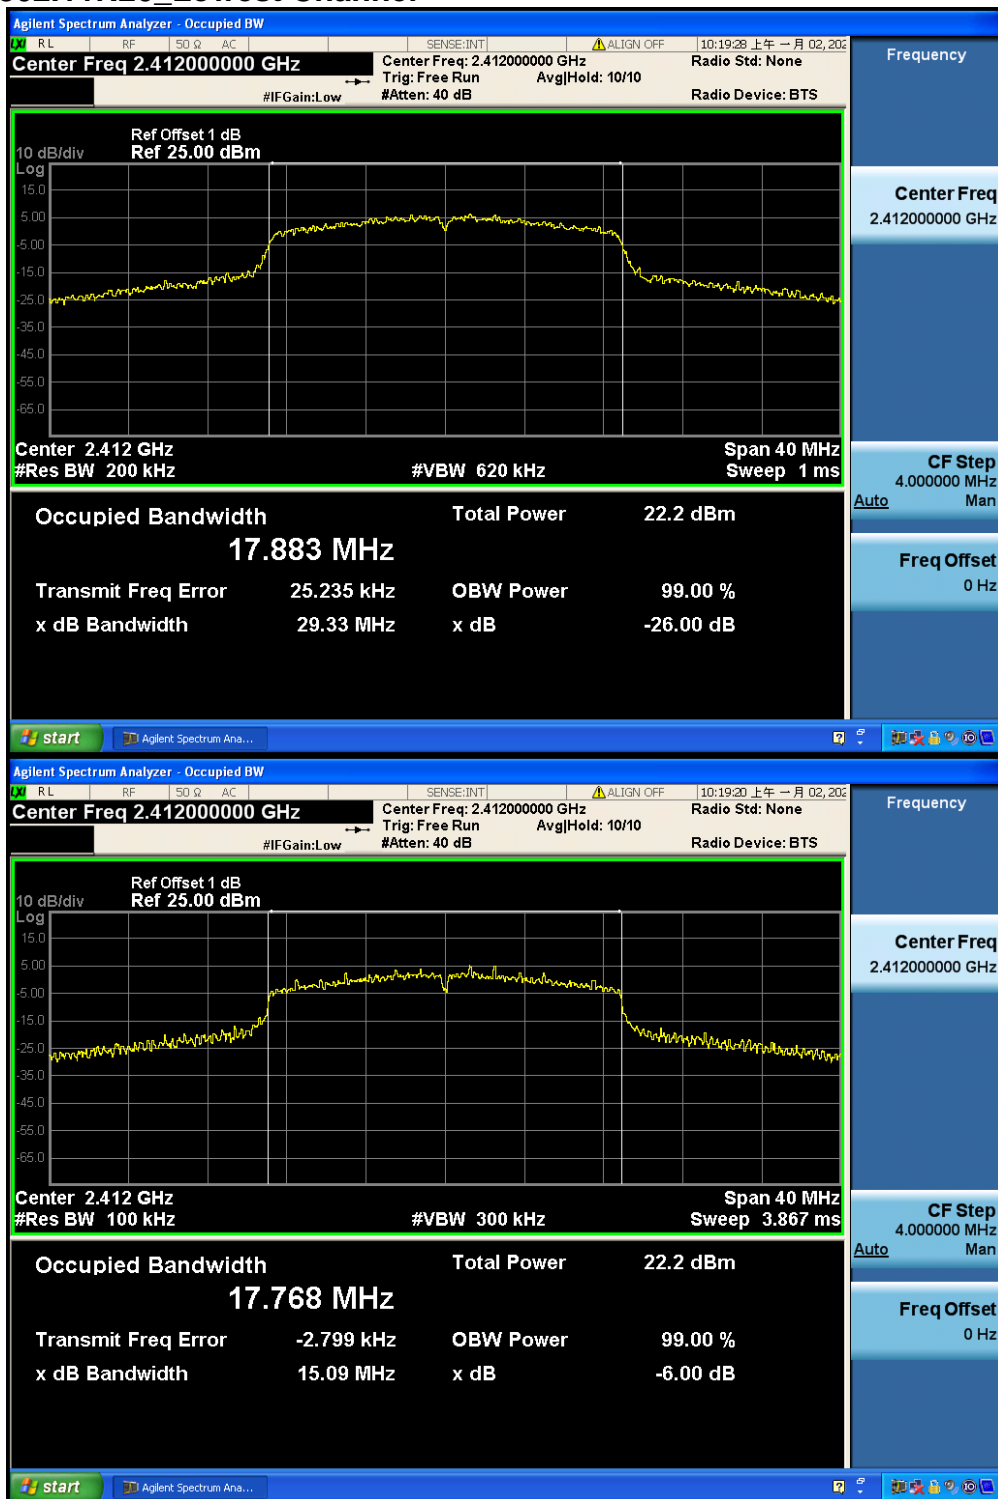 Agilent Spectrum Analyzer - Occupied BW
LXI RL RF 50 Ω AC SENSE:INT ALIGN OFF 10:19:28 上午 一月 02, 202
Center Freq 2.412000000 GHz
Center Freq: 2.412000000 GHz Radio Std: None
Trig: Free Run Avg|Hold: 10/10
#IFGain:Low #Atten: 40 dB Radio Device: BTS
Frequency
Ref Offset 1 dB
10 dB/div Ref 25.00 dBm
Log
15.0
5.00
-5.00
-15.0
-25.0
-35.0
-45.0
-55.0
-65.0
Center 2.412 GHz Span 40 MHz
#Res BW 200 kHz #VBW 620 kHz Sweep 1 ms
Center Freq
2.412000000 GHz
CF Step
4.000000 MHz
Auto Man
Freq Offset
0 Hz
Occupied Bandwidth Total Power 22.2 dBm
17.883 MHz
Transmit Freq Error 25.235 kHz OBW Power 99.00 %
x dB Bandwidth 29.33 MHz x dB -26.00 dB
start Agilent Spectrum Ana...
Agilent Spectrum Analyzer - Occupied BW
LXI RL RF 50 Ω AC SENSE:INT ALIGN OFF 10:19:20 上午 一月 02, 202
Center Freq 2.412000000 GHz
Center Freq: 2.412000000 GHz Radio Std: None
Trig: Free Run Avg|Hold: 10/10
#IFGain:Low #Atten: 40 dB Radio Device: BTS
Frequency
Ref Offset 1 dB
10 dB/div Ref 25.00 dBm
Log
15.0
5.00
-5.00
-15.0
-25.0
-35.0
-45.0
-55.0
-65.0
Center 2.412 GHz Span 40 MHz
#Res BW 100 kHz #VBW 300 kHz Sweep 3.867 ms
Center Freq
2.412000000 GHz
CF Step
4.000000 MHz
Auto Man
Freq Offset
0 Hz
Occupied Bandwidth Total Power 22.2 dBm
17.768 MHz
Transmit Freq Error -2.799 kHz OBW Power 99.00 %
x dB Bandwidth 15.09 MHz x dB -6.00 dB
start Agilent Spectrum Ana...